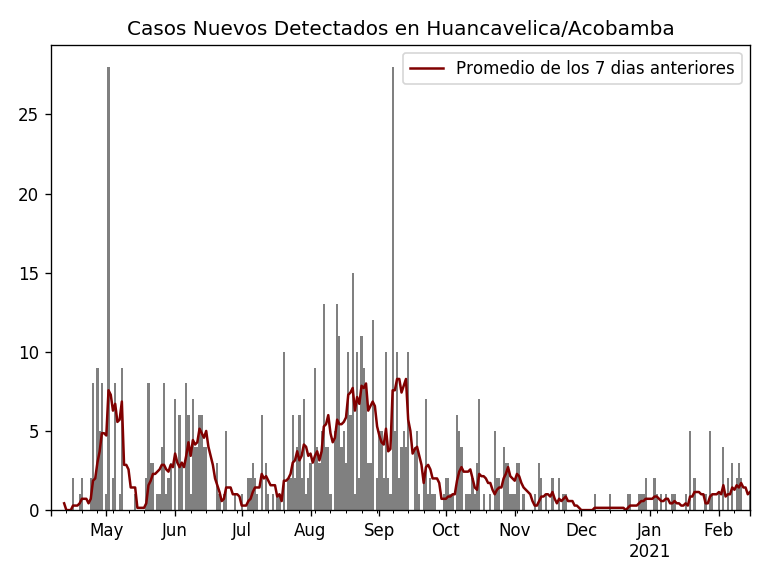 Casos Nuevos Detectados en Huancavelica/Acobamba
Promedio de los 7 dias anteriores
25
20
15
10
5
0
May Jun Jul Aug Sep Oct Nov Dec Jan Feb
2021